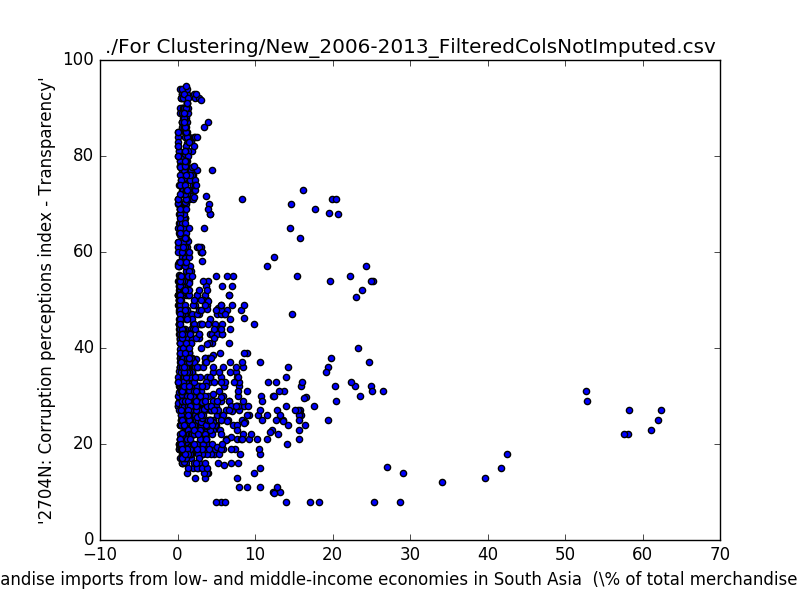 ./For Clustering/New_2006-2013_FilteredColsNotImputed.csv
'2704N: Corruption perceptions index - Transparency'
100
80
60
40
20
0
−10 0 10 20 30 40 50 60 70
andise imports from low- and middle-income economies in South Asia (\% of total merchandise